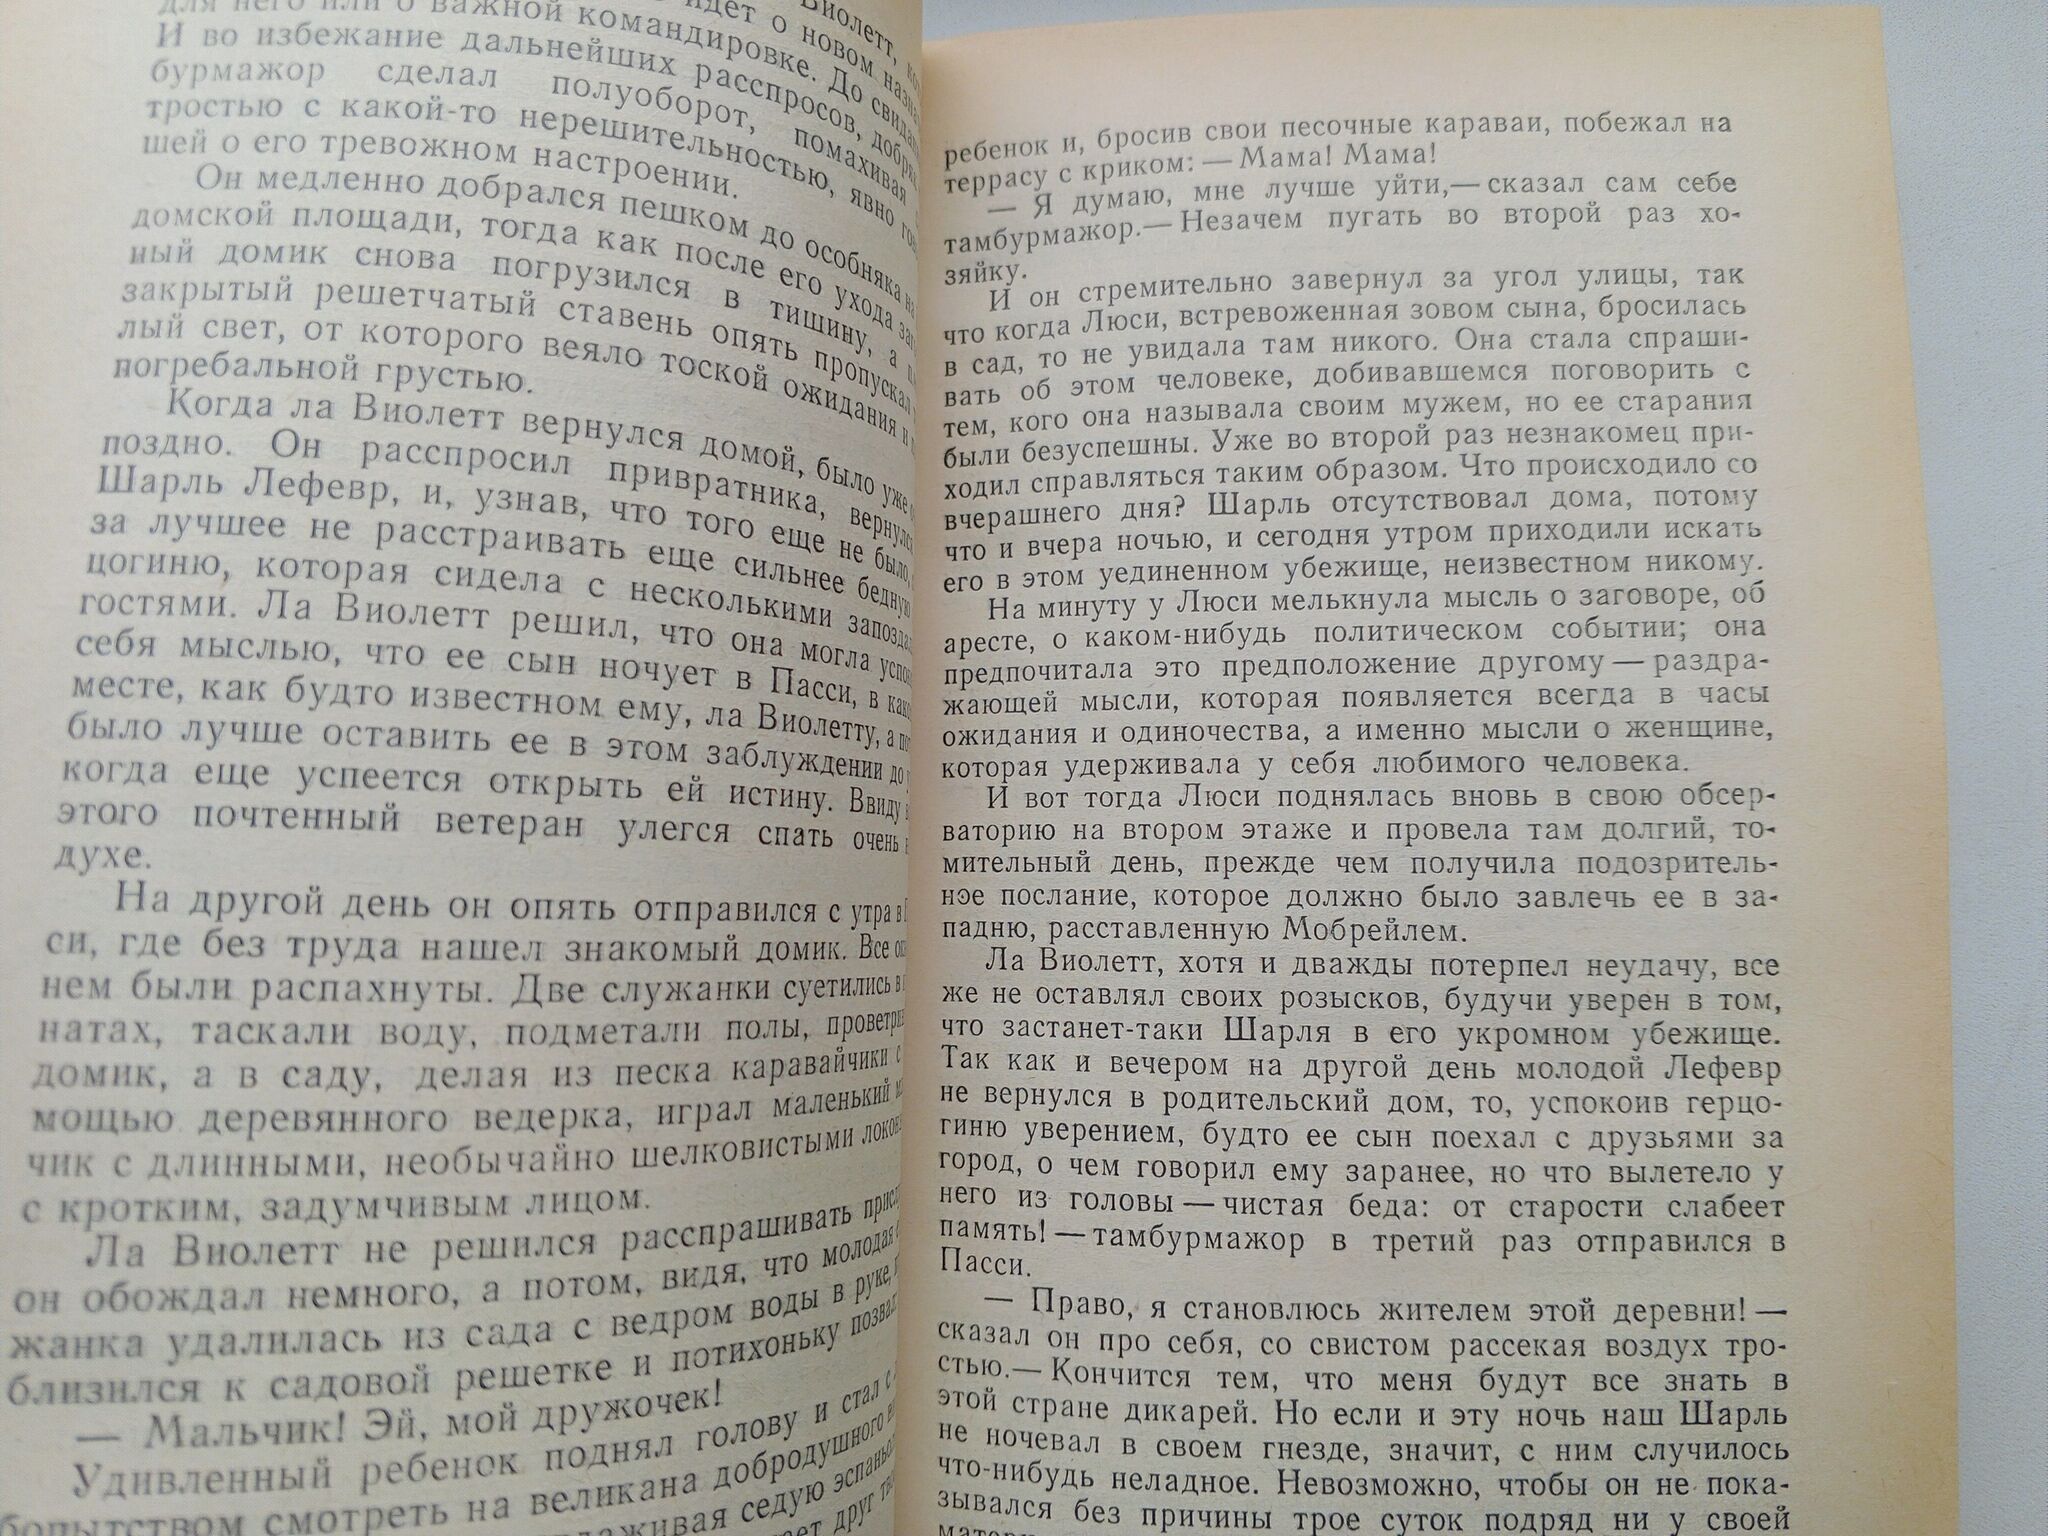 Виолетт,
идет о новом
для него или о важной командировке. До
И во избежание дальнейших расспросов,
бурмажор сделал полуоборот, помахивая
тростью с какой-то нерешительностью, явно
шей о его тревожном настроении.
Он медленно добрался пешком до особняка
домской площади, тогда как после его ухода
ный домик снова погрузился в тишину, а
закрытый решетчатый ставень опять пропускал
лый свет, от которого веяло тоской ожидания и
погребальной грустью.
Когда ла Виолетт вернулся домой, было уже
поздно. Он расспросил привратника, вернулся
Шарль Лефевр, и, узнав, что того еще не было,
за лучшее не расстраивать еще сильнее бедную
цогиню, которая сидела с несколькими
гостями. Ла Виолетт решил, что она могла
себя мыслью, что ее сын ночует в Пасси, в
месте, как будто известном ему, ла Виолетту, а
было лучше оставить ее в этом заблуждении до
когда еще успеется открыть ей истину. Ввиду
этого почтенный ветеран улегся спать очень
духе.
На другой день он опять отправился с утра в
си, где без труда нашел знакомый домик. Все
нем были распахнуты. Две служанки суетились в
натах, таскали воду, подметали полы,
домик, а в саду, делая из песка каравайчики с
мощью деревянного ведерка, играл маленький
чик с длинными, необычайно шелковистыми
с кротким, задумчивым лицом.
Ла Виолетт не решился расспрашивать
он обождал немного, а потом, видя, что молодая
жанка удалилась из сада с ведром воды в руке,
близился к садовой решетке и потихоньку
— Мальчик! Эй, мой дружочек!
Удивленный ребенок поднял голову и стал с
бопытством смотреть на великана добродушного
седую
друг
ребенок и, бросив свои песочные караваи, побежал на
террасу с криком: — Мама! Мама!
— Я думаю, мне лучше уйти,— сказал сам себе
тамбурмажор.— Незачем пугать во второй раз хо-
зяйку.
И он стремительно завернул за угол улицы, так
что когда Люси, встревоженная зовом сына, бросилась
в сад, то не увидала там никого. Она стала спраши-
вать об этом человеке, добивавшемся поговорить с
тем, кого она называла своим мужем, но ее старания
были безуспешны. Уже во второй раз незнакомец при-
ходил справляться таким образом. Что происходило со
вчерашнего дня? Шарль отсутствовал дома, потому
что и вчера ночью, и сегодня утром приходили искать
его в этом уединенном убежище, неизвестном никому.
На минуту у Люси мелькнула мысль о заговоре, об
аресте, о каком-нибудь политическом событии; она
предпочитала это предположение другому — раздра-
жающей мысли, которая появляется всегда в часы
ожидания и одиночества, а именно мысли о женщине,
которая удерживала у себя любимого человека.
И вот тогда Люси поднялась вновь в свою обсер-
ваторию на втором этаже и провела там долгий, то-
мительный день, прежде чем получила подозритель-
нэе послание, которое должно было завлечь ее в за-
падню, расставленную Мобрейлем.
Ла Виолетт, хотя и дважды потерпел неудачу, все
же не оставлял своих розысков, будучи уверен в том,
что застанет-таки Шарля в его укромном убежище.
Так как и вечером на другой день молодой Лефевр
не вернулся в родительский дом, то, успокоив герцо-
гиню уверением, будто ее сын поехал с друзьями за
город, о чем говорил ему заранее, но что вылетело у
него из головы — чистая беда: от старости слабеет
память! — тамбурмажор в третий раз отправился в
Пасси.
— Право, я становлюсь жителем этой деревни! —
сказал он про себя, со свистом рассекая воздух тро-
стью.— Кончится тем, что меня будут все знать в
этой стране дикарей. Но если и эту ночь наш Шарль
не ночевал в своем гнезде, значит, с ним случилось
что-нибудь неладное. Невозможно, чтобы он не пока-
зывался без причины трое суток подряд ни у своей